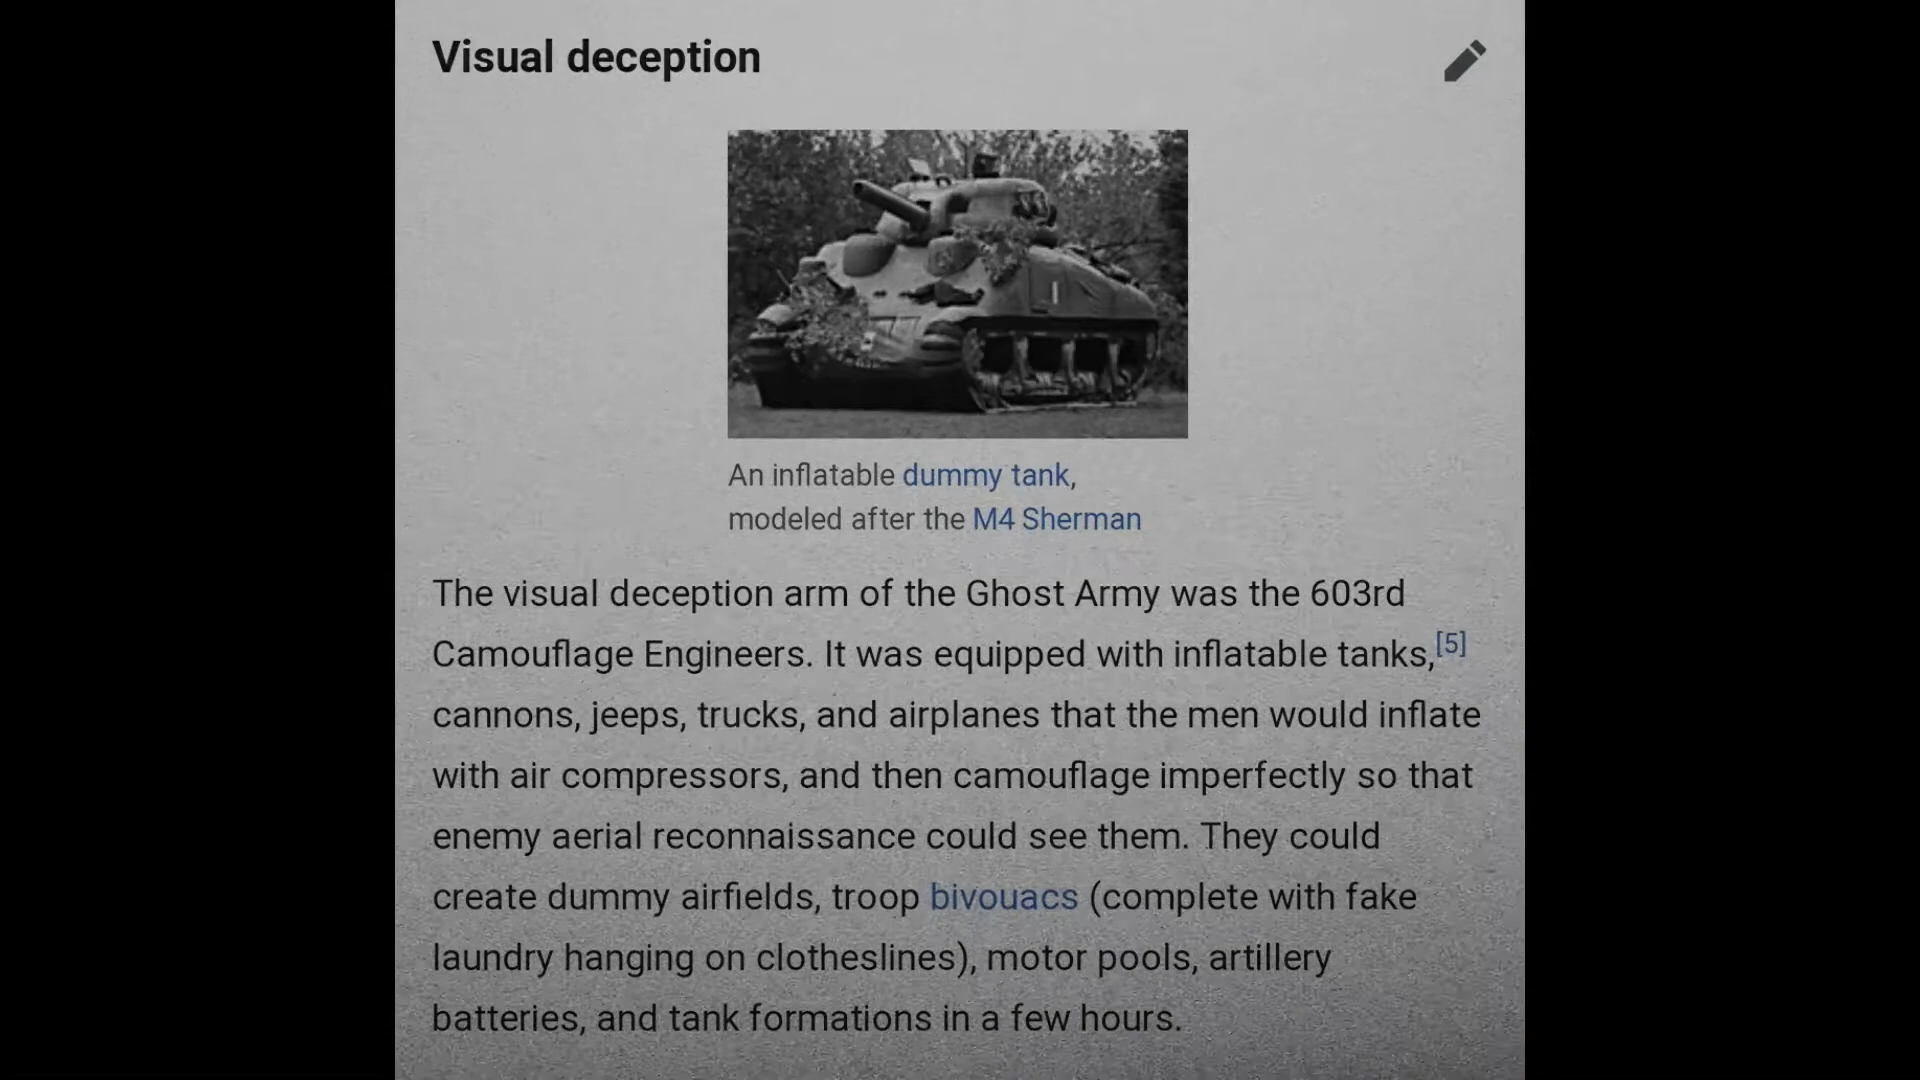 Visual deception
An inflatable dummy tank,
modeled after the M4 Sherman
The visual deception arm of the Ghost Army was the 603rd
Camouflage Engineers. It was equipped with inflatable tanks,[5]
cannons, jeeps, trucks, and airplanes that the men would inflate
with air compressors, and then camouflage imperfectly so that
enemy aerial reconnaissance could see them. They could
create dummy airfields, troop bivouacs (complete with fake
laundry hanging on clotheslines), motor pools, artillery
batteries, and tank formations in a few hours.